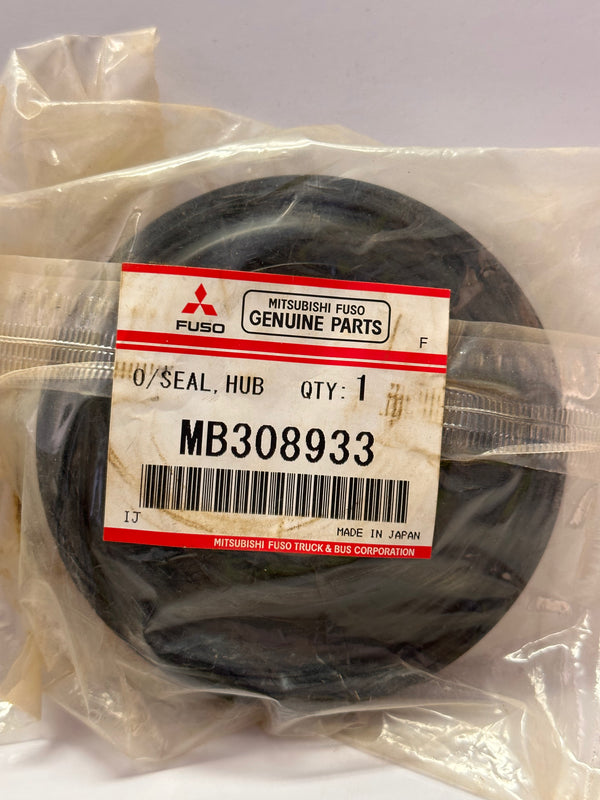 FUSO
MITSUBISHI FUSO
GENUINE PARTS
F
O/SEAL, HUB QTY: 1
MB308933
IJ
MADE IN JAPAN
MITSUBISHI FUSO TRUCK & BUS CORPORATION